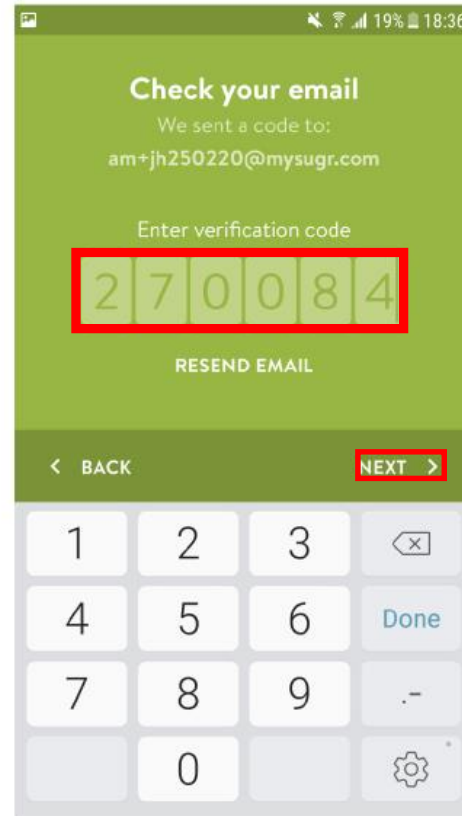 19% 18:36
Check your email
We sent a code to:
am+jh250220@mysugr.com
Enter verification code
2 7 0 0 8 4
RESEND EMAIL
< BACK NEXT >
1 2 3
4 5 6 Done
7 8 9 .-
0